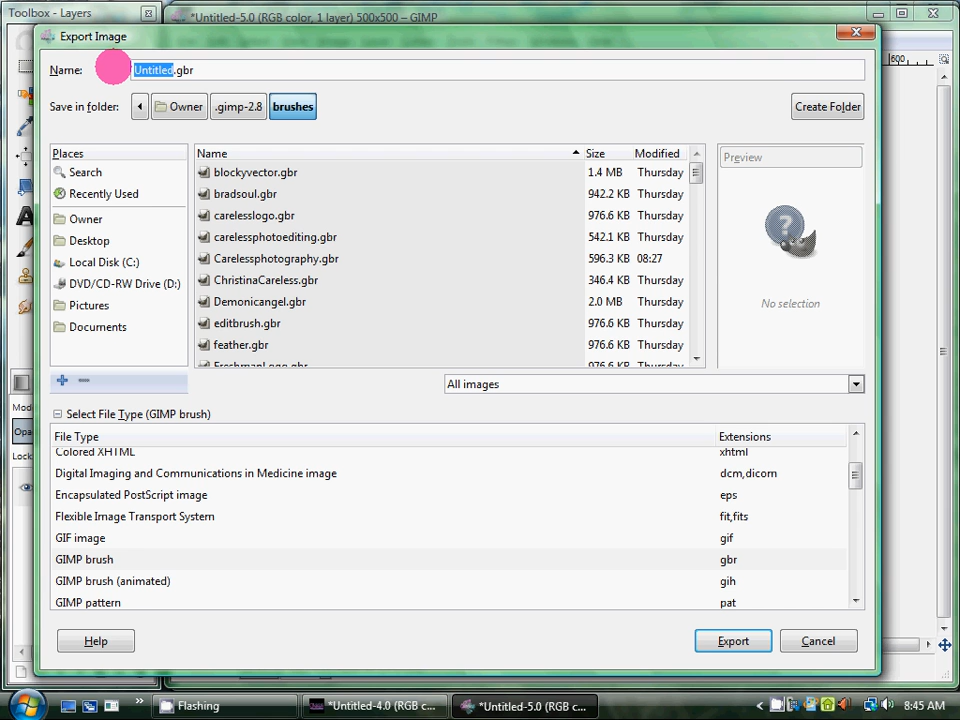 Toolbox - Layers
*Untitled-5.0 (RGB color, 1 layer) 500x500 – GIMP
Export Image
600
Name:
Untitled.gbr
Save in folder:
Owner
.gimp-2.8
brushes
Create Folder
Places
Name
Size
Modified
Preview
Search
blockyvector.gbr
1.4 MB
Thursday
Recently Used
bradsoul.gbr
942.2 KB
Thursday
Owner
carelesslogo.gbr
976.6 KB
Thursday
Desktop
carelessphotoediting.gbr
542.1 KB
Thursday
Local Disk (C:)
Carelessphotography.gbr
596.3 KB
08:27
DVD/CD-RW Drive (D:)
ChristinaCareless.gbr
346.4 KB
Thursday
Pictures
Demonicangel.gbr
2.0 MB
Thursday
No selection
Documents
editbrush.gbr
976.6 KB
Thursday
feather.gbr
976.6 KB
Thursday
976.6 KB
Thursday
All images
Mod
Select File Type (GIMP brush)
Opa
File Type
Extensions
Lock
Colored XHTML
xhtml
Digital Imaging and Communications in Medicine image
dcm,dicom
Encapsulated PostScript image
eps
Flexible Image Transport System
fit,fits
GIF image
gif
GIMP brush
gbr
GIMP brush (animated)
gih
GIMP pattern
pat
Help
Export
Cancel
Flashing
*Untitled-4.0 (RGB c...
*Untitled-5.0 (RGB c...
8:45 AM